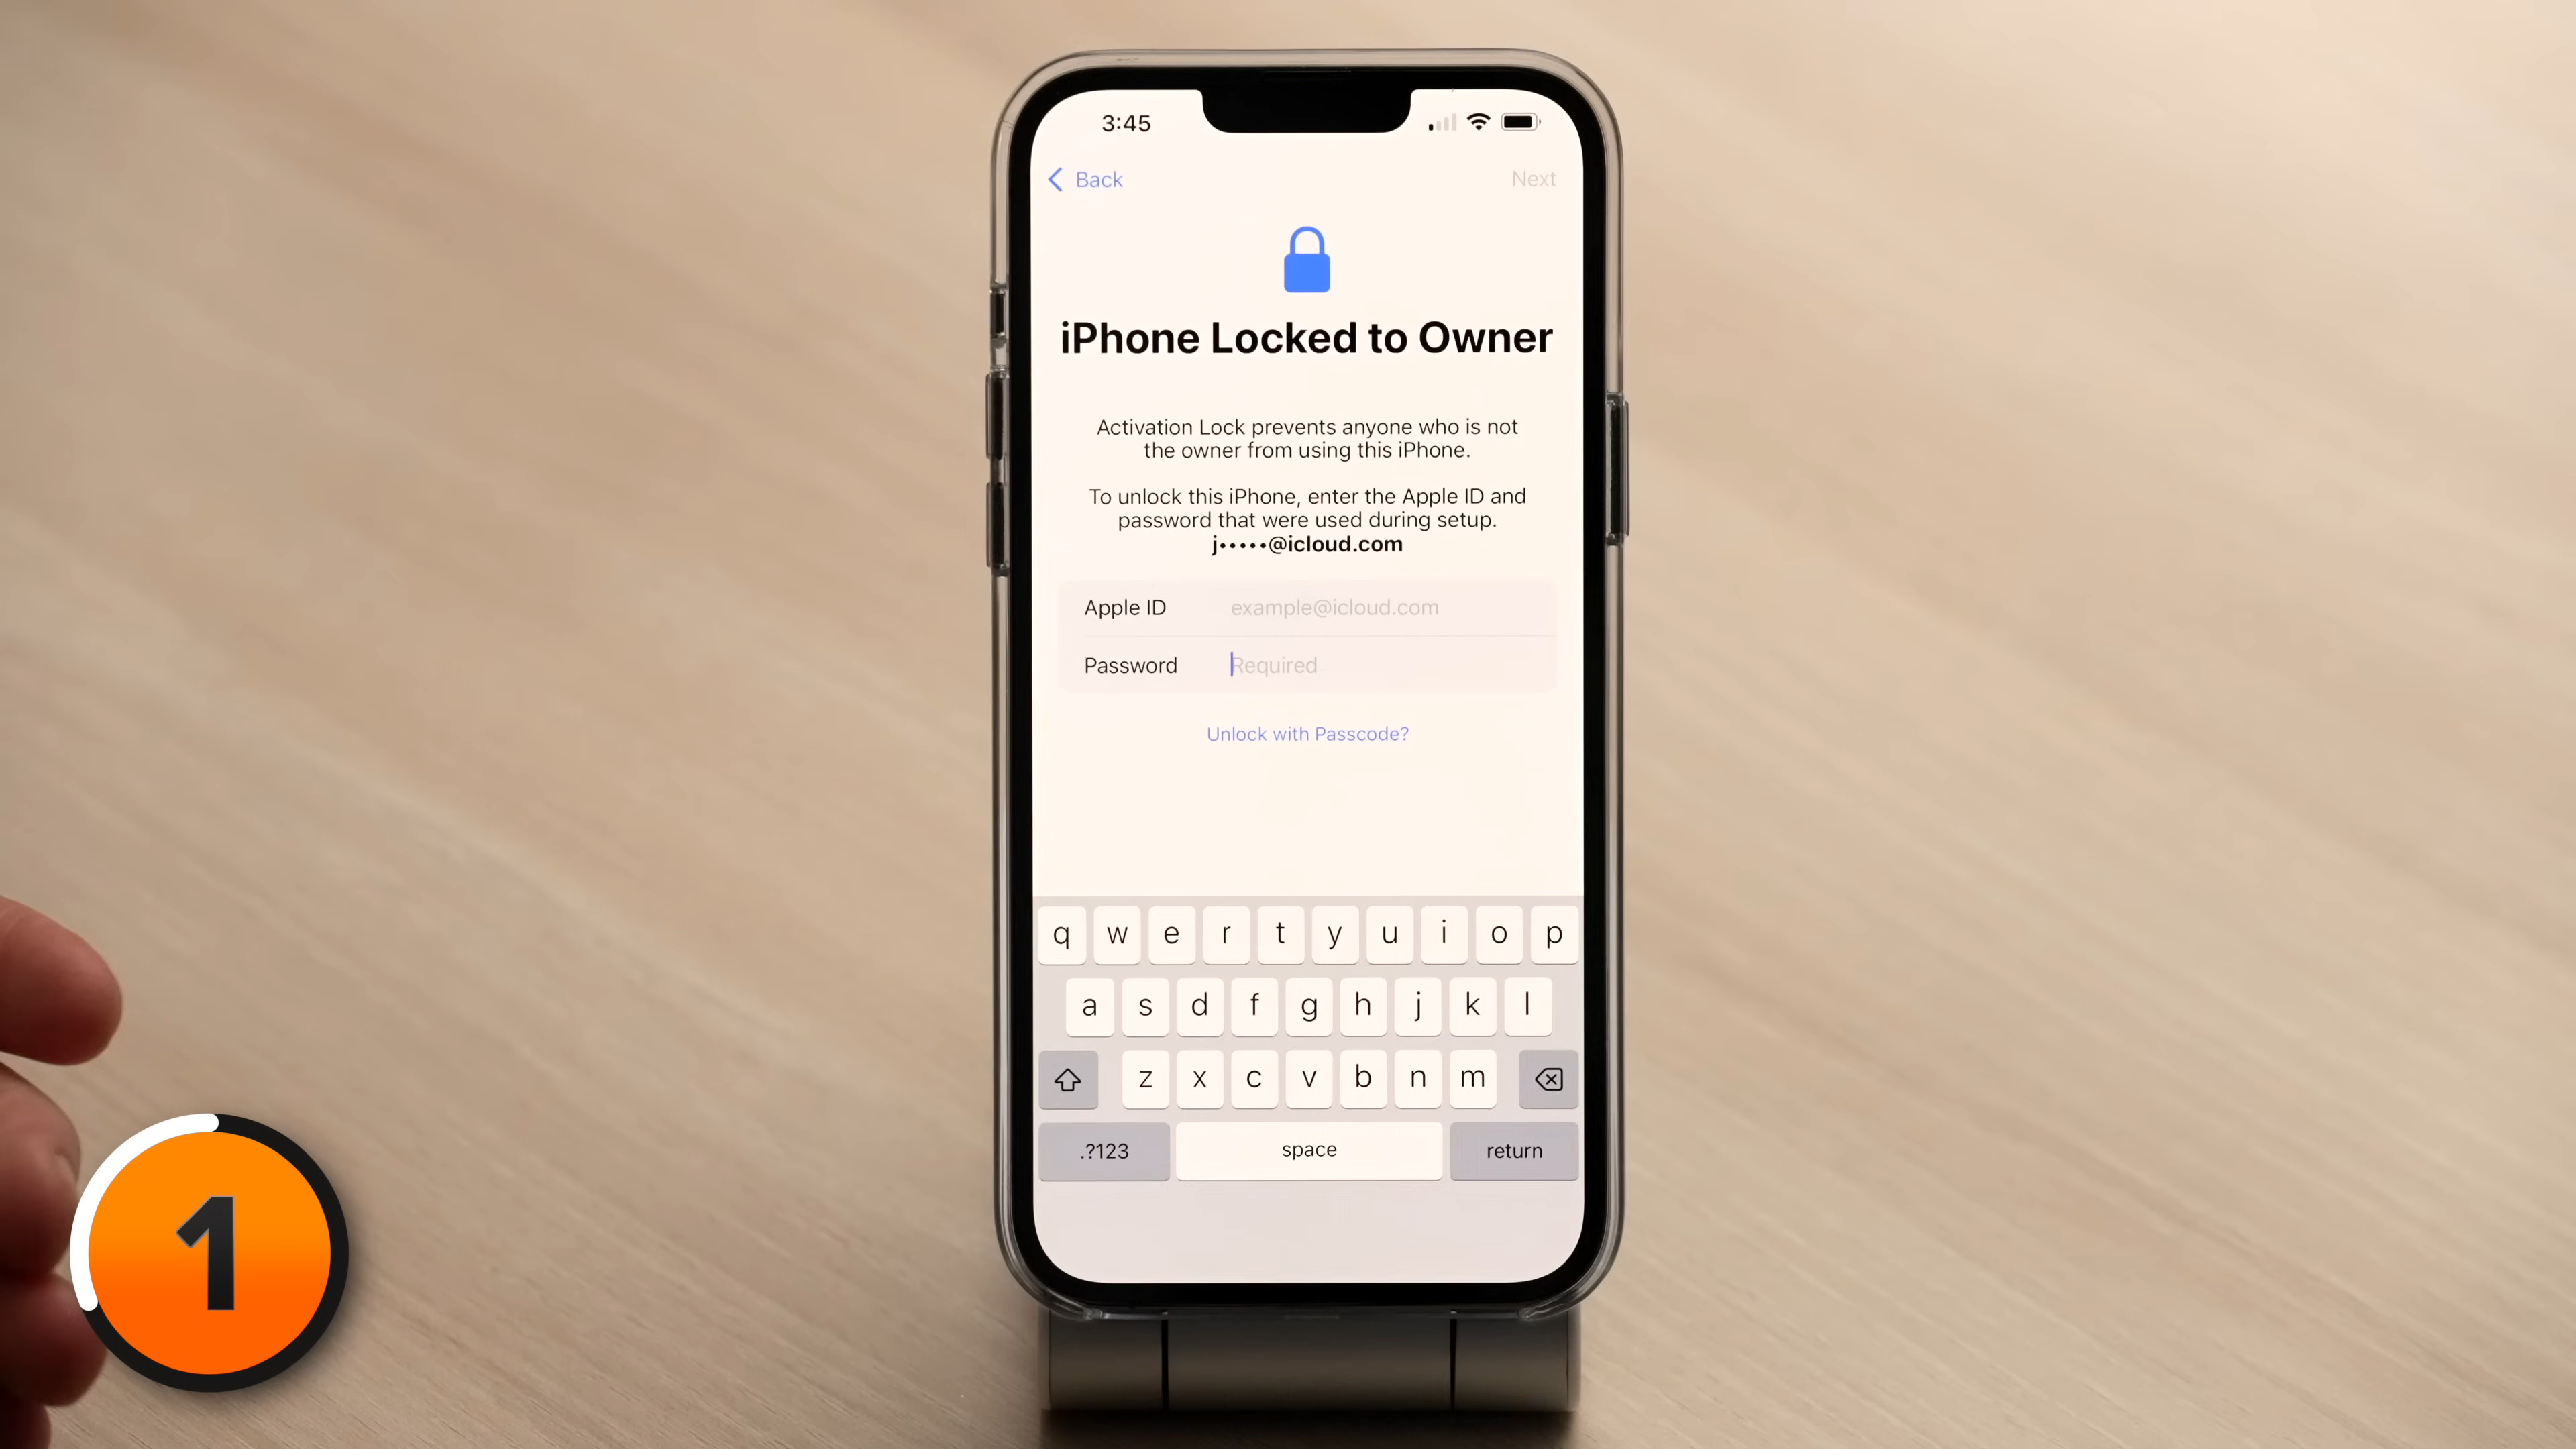 3:45
Back
Next
iPhone Locked to Owner
Activation Lock prevents anyone who is not
the owner from using this iPhone.
To unlock this iPhone, enter the Apple ID and
password that were used during setup.
j•••••@icloud.com
Apple ID example@icloud.com
Password Required
Unlock with Passcode?
q w e r t y u i o p
a s d f g h j k l
z x c v b n m
.?123 space return
1